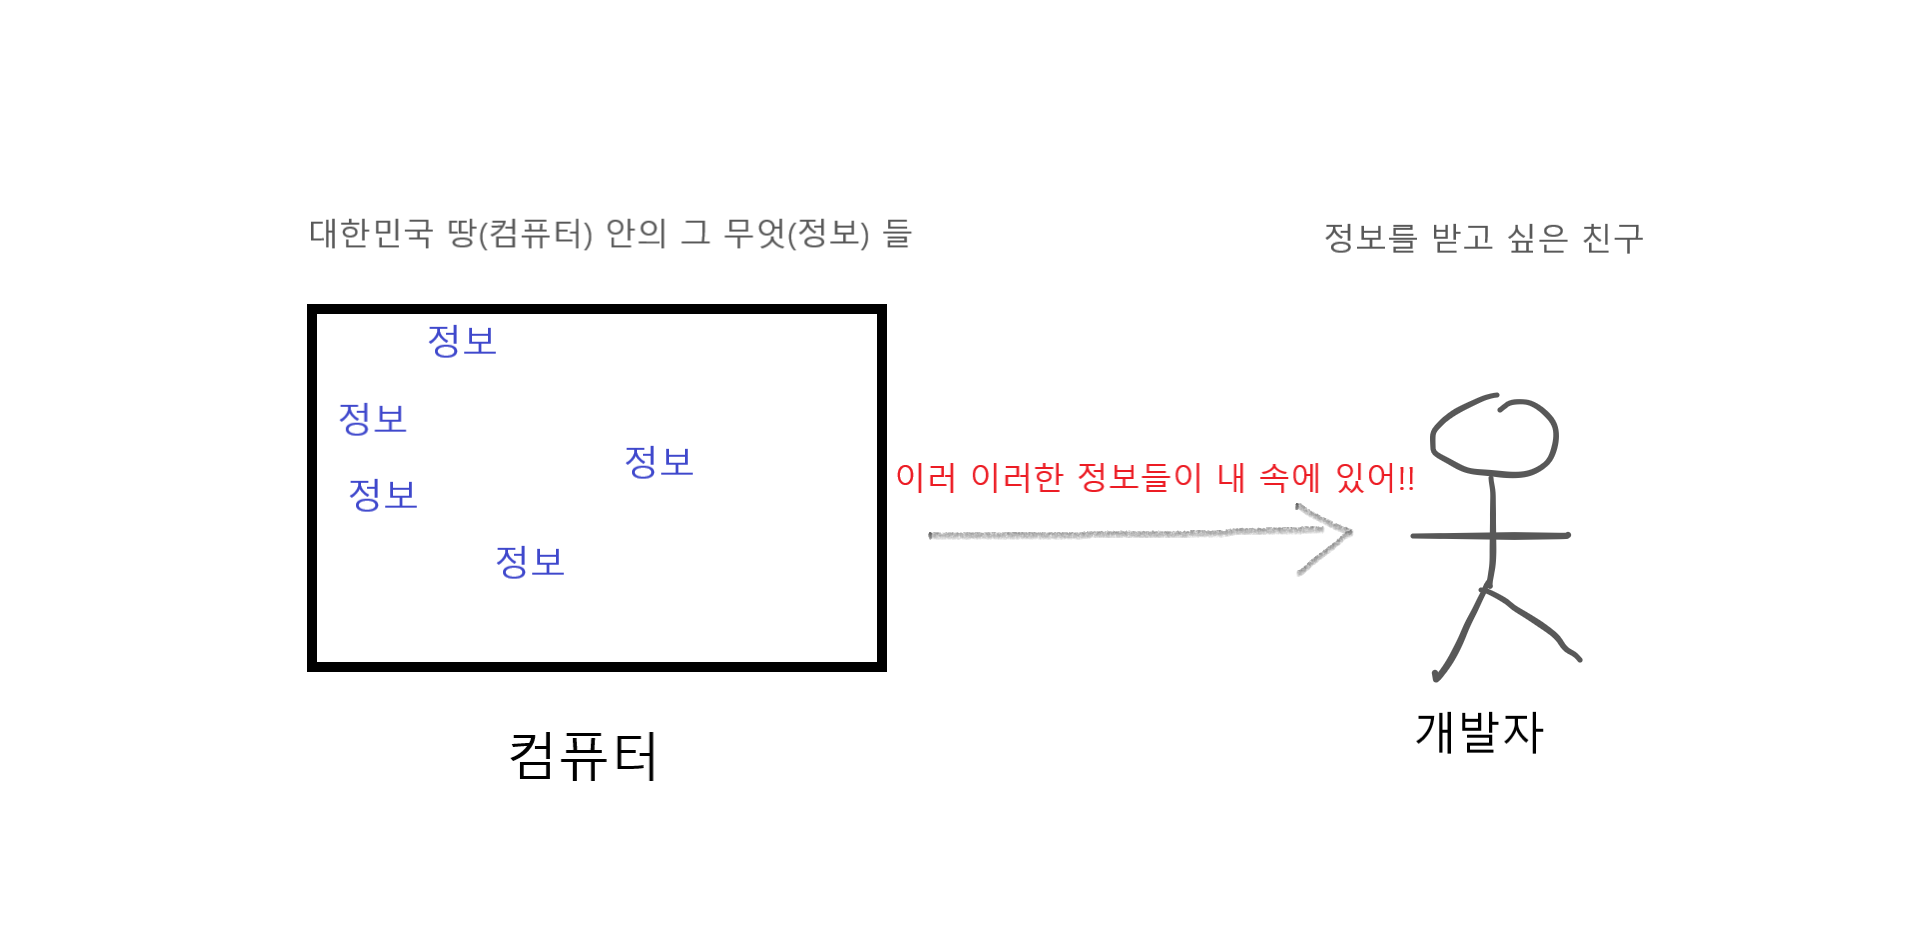 대한민국 땅(컴퓨터) 안의 그 무엇(정보) 들
정보를 받고 싶은 친구
정보
정보
정보
정보
정보
이러 이러한 정보들이 내 속에 있어!!
컴퓨터
개발자